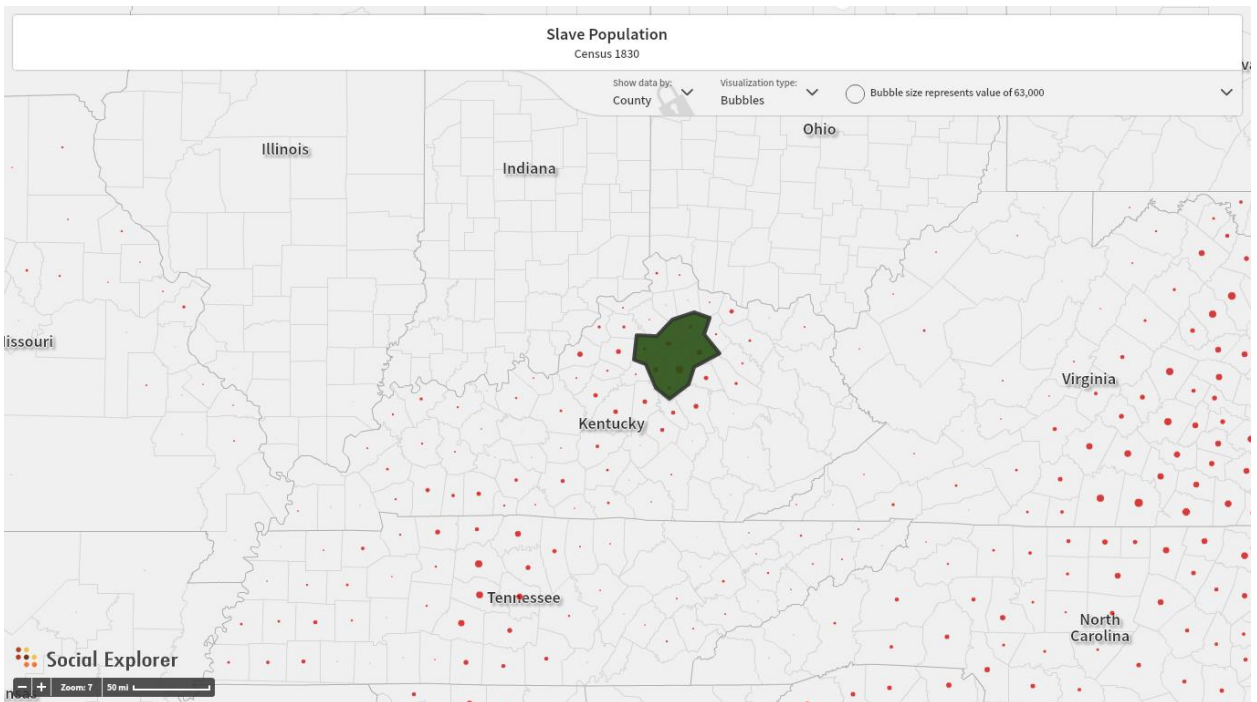 Slave Population
Census 1830
Show data by:
County
Visualization type:
Bubbles
Bubble size represents value of 63,000
Ohio
Illinois
Indiana
Virginia
Kentucky
Tennessee
North
Carolina
Social Explorer
− + Zoom: 7 50 mi